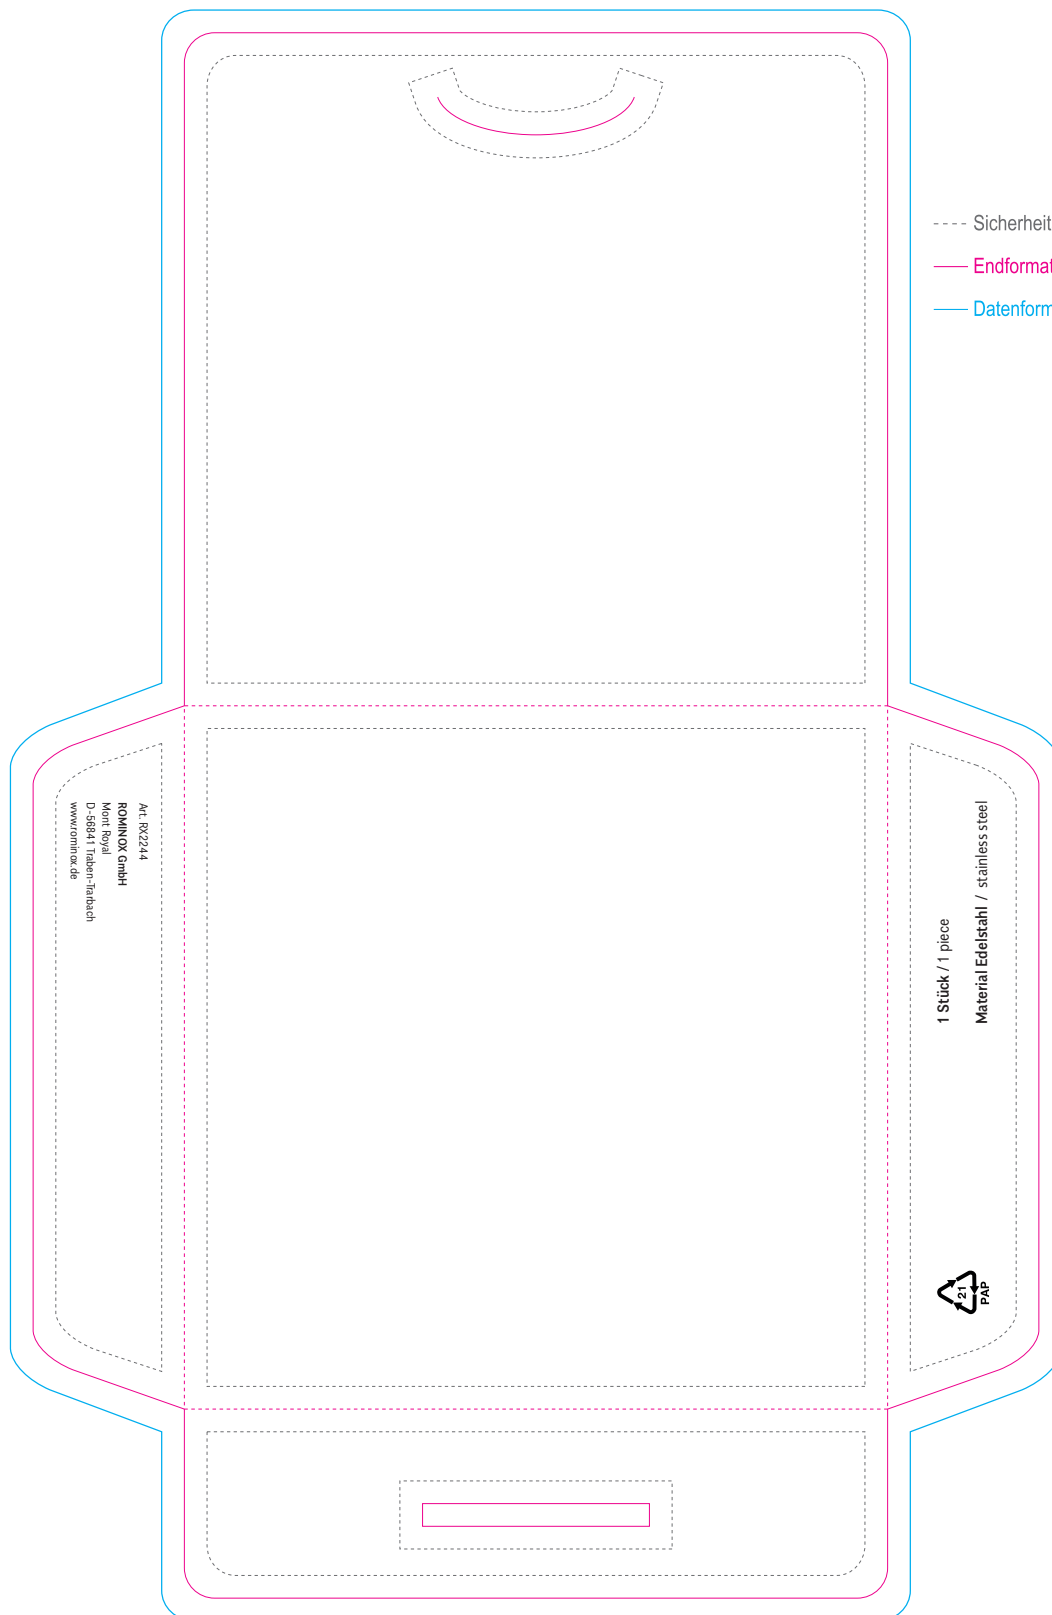 Sicherheit
Endformat
Datenform
Art. RX2244
ROMINOX GmbH
Mont Royal
D-56841 Traben-Trarbach
www.rominox.de
1 Stück / 1 piece
Material Edelstahl / stainless steel
21
PAP